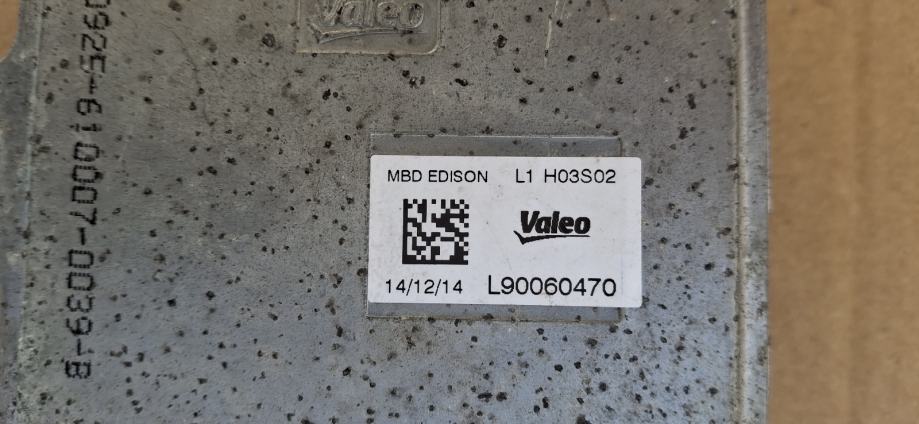 Valeo
0925-610007-0039-B
MBD EDISON L1 H03S02
Valeo
14/12/14 L90060470